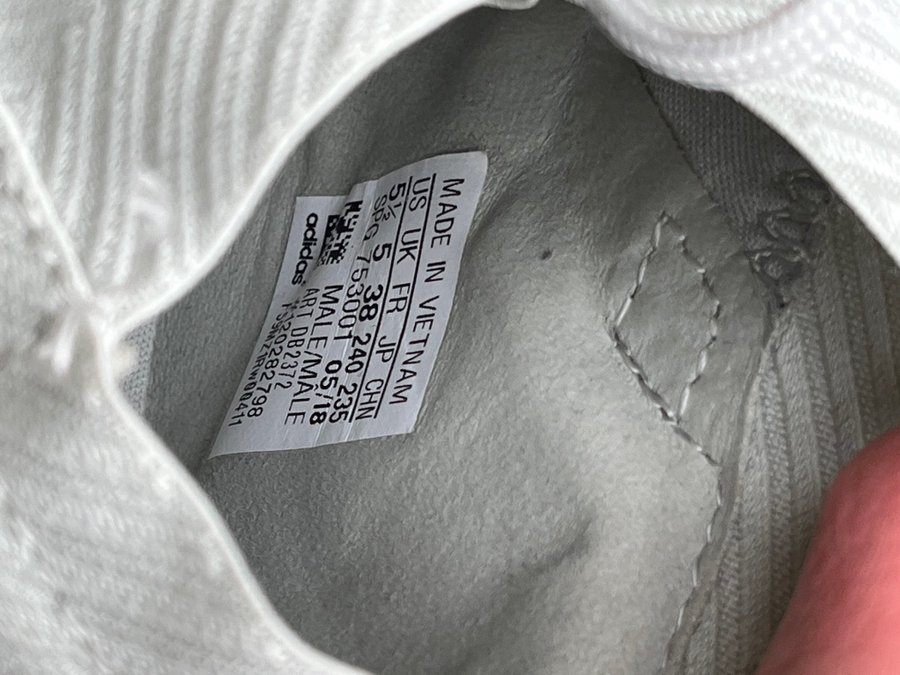 MADE IN VIETNAM
US UK FR JP CHN
5½ 5 38 240 235
SPG 753001 05/18
MALE/MÂLE
ART DB2372
adidas